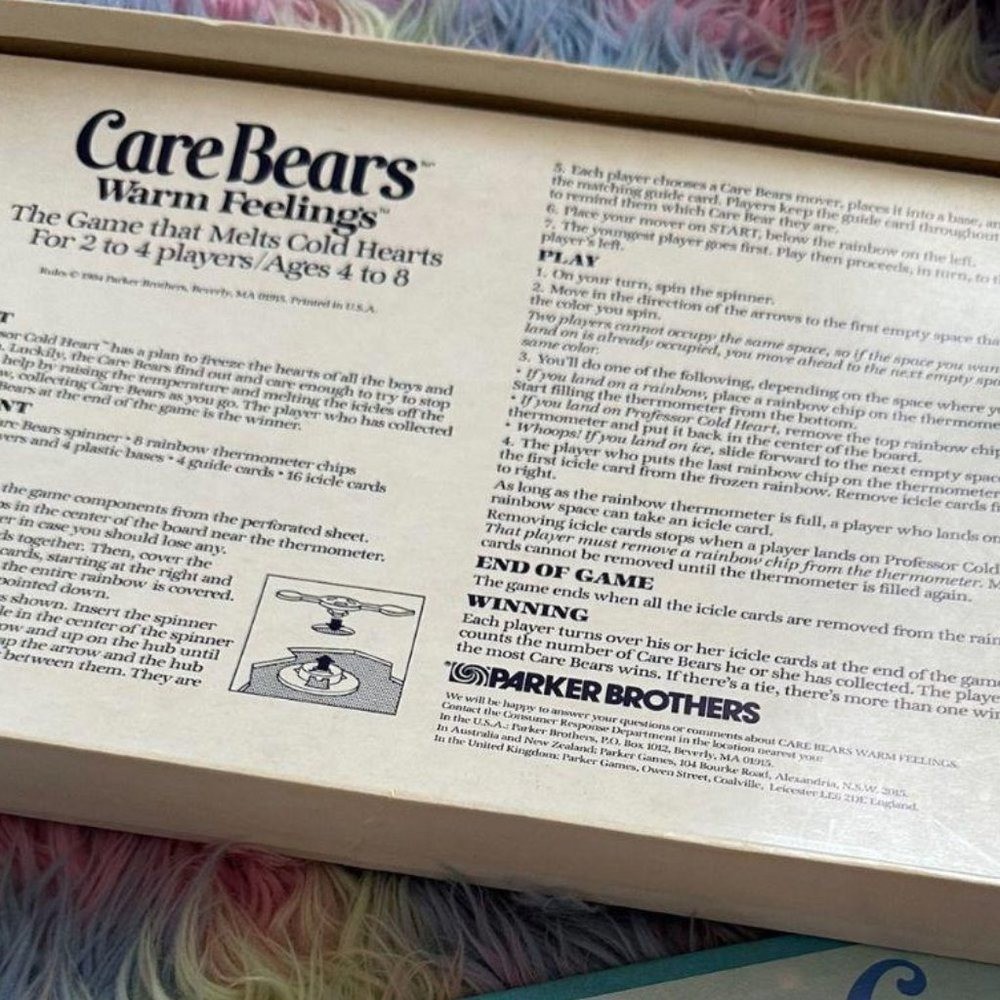 Care Bears™
Warm Feelings™
The Game that Melts Cold Hearts
For 2 to 4 players/Ages 4 to 8
Rules © 1984 Parker Brothers, Beverly, MA 01915. Printed in U.S.A.
T
sor Cold Heart™ has a plan to freeze the hearts of all the boys and
. Luckily, the Care Bears find out and care enough to try to stop
help by raising the temperature and melting the icicles off the
w, collecting Care Bears as you go. The player who has collected
Bears at the end of the game is the winner.
NT
are Bears spinner • 8 rainbow thermometer chips
vers and 4 plastic bases • 4 guide cards • 16 icicle cards
the game components from the perforated sheet.
ps in the center of the board near the thermometer.
er in case you should lose any.
ds together. Then, cover the
cards, starting at the right and
the entire rainbow is covered.
pointed down.
s shown. Insert the spinner
le in the center of the spinner
ow and up on the hub until
ap the arrow and the hub
between them. They are
5. Each player chooses a Care Bears mover, places it into a base, an
the matching guide card. Players keep the guide card throughout
to remind them which Care Bear they are.
6. Place your mover on START, below the rainbow on the left.
7. The youngest player goes first. Play then proceeds, in turn, to t
player's left.
PLAY
1. On your turn, spin the spinner.
2. Move in the direction of the arrows to the first empty space tha
the color you spin.
Two players cannot occupy the same space, so if the space you wan
land on is already occupied, you move ahead to the next empty spa
same color.
3. You'll do one of the following, depending on the space where yo
• If you land on a rainbow, place a rainbow chip on the thermome
Start filling the thermometer from the bottom.
• If you land on Professor Cold Heart, remove the top rainbow chip
thermometer and put it back in the center of the board.
• Whoops! If you land on ice, slide forward to the next empty spac
4. The player who puts the last rainbow chip on the thermometer
the first icicle card from the frozen rainbow. Remove icicle cards f
to right.
As long as the rainbow thermometer is full, a player who lands on
rainbow space can take an icicle card.
Removing icicle cards stops when a player lands on Professor Cold
That player must remove a rainbow chip from the thermometer. M
cards cannot be removed until the thermometer is filled again.
END OF GAME
The game ends when all the icicle cards are removed from the rain
WINNING
Each player turns over his or her icicle cards at the end of the game
counts the number of Care Bears he or she has collected. The playe
the most Care Bears wins. If there's a tie, there's more than one win
PARKER BROTHERS
We will be happy to answer your questions or comments about CARE BEARS WARM FEELINGS.
Contact the Consumer Response Department in the location nearest you:
In the U.S.A.: Parker Brothers, P.O. Box 1012, Beverly, MA 01915.
In Australia and New Zealand: Parker Games, 104 Bourke Road, Alexandria, N.S.W. 2015.
In the United Kingdom: Parker Games, Owen Street, Coalville, Leicester LE6 2DE England.